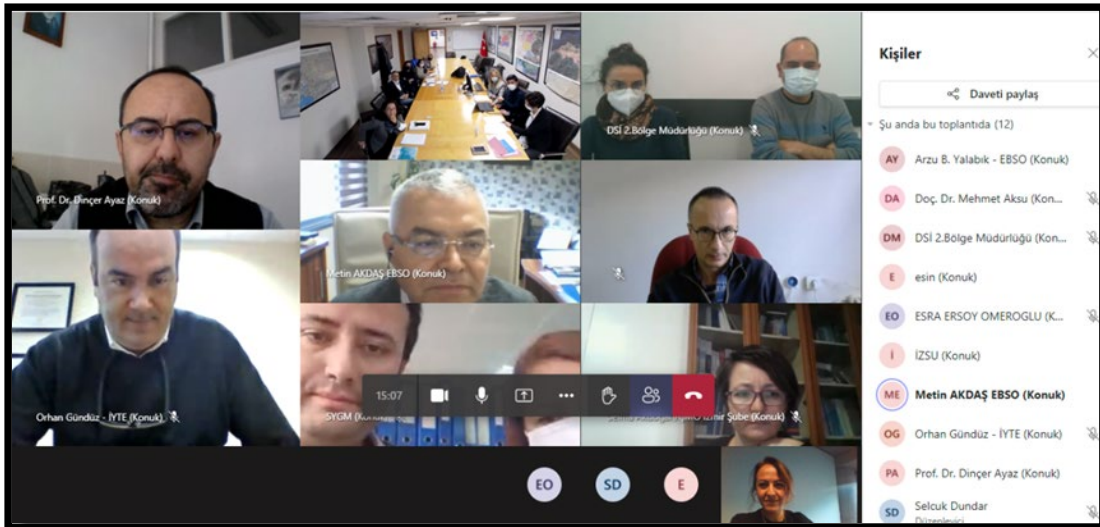 Prof. Dr. Dinçer Ayaz (Konuk)
DSİ 2.Bölge Müdürlüğü (Konuk)
Metin AKDAŞ EBSO (Konuk)
Orhan Gündüz - İYTE (Konuk)
SYGM
15:07
İzmir Şube (Konuk)
EO
SD
E
Kişiler
Daveti paylaş
Şu anda bu toplantıda (12)
AY Arzu B. Yalabık - EBSO (Konuk)
DA Doç. Dr. Mehmet Aksu (Kon...
DM DSİ 2.Bölge Müdürlüğü (Kon...
E esin (Konuk)
EO ESRA ERSOY OMEROGLU (K...
İ İZSU (Konuk)
ME Metin AKDAŞ EBSO (Konuk)
OG Orhan Gündüz - İYTE (Konuk)
PA Prof. Dr. Dinçer Ayaz (Konuk)
SD Selcuk Dundar
Düzenleyici